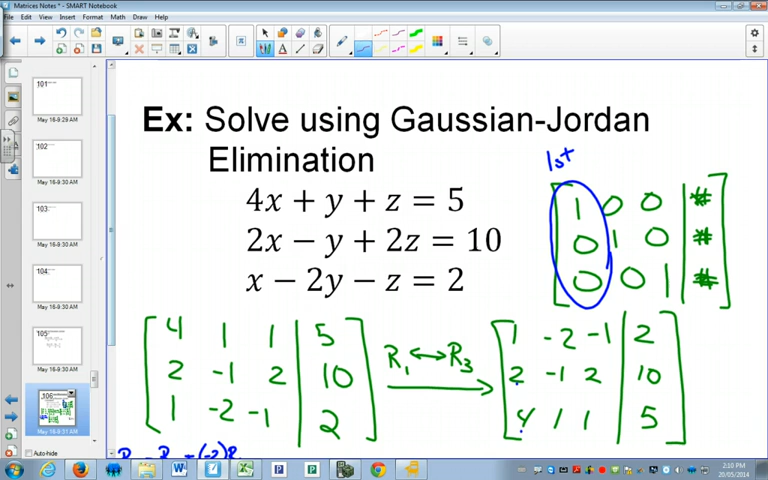 Matrices Notes * - SMART Notebook
File Edit View Insert Format Math Draw Help
101
May 16-9:28 AM
102
May 16-9:30 AM
103
May 16-9:30 AM
104
May 16-9:30 AM
105
May 16-9:30 AM
106
May 16-9:31 AM
Auto-hide
Ex: Solve using Gaussian-Jordan
Elimination
1st
4x + y + z = 5
2x − y + 2z = 10
x − 2y − z = 2
1 0 0 #
0 1 0 #
0 0 1 #
4 1 1 5
2 -1 2 10
1 -2 -1 2
R1 ↔ R3
1 -2 -1 2
2 -1 2 10
4 1 1 5
2:10 PM
20/05/2014